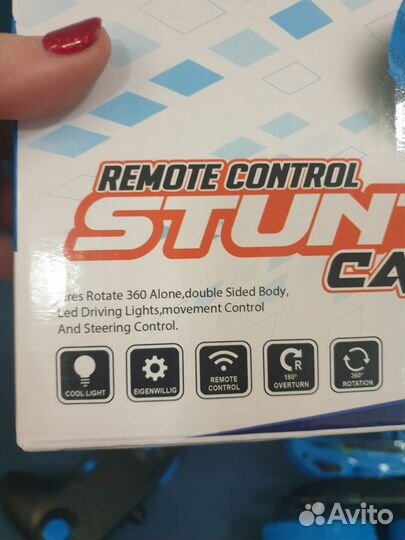 REMOTE CONTROL
STUNT
CA
res Rotate 360 Alone,double Sided Body,
Led Driving Lights,movement Control
And Steering Control.
COOL LIGHT
EIGENWILLIG
REMOTE
CONTROL
R
180°
OVERTURN
360°
ROTATION
Avito